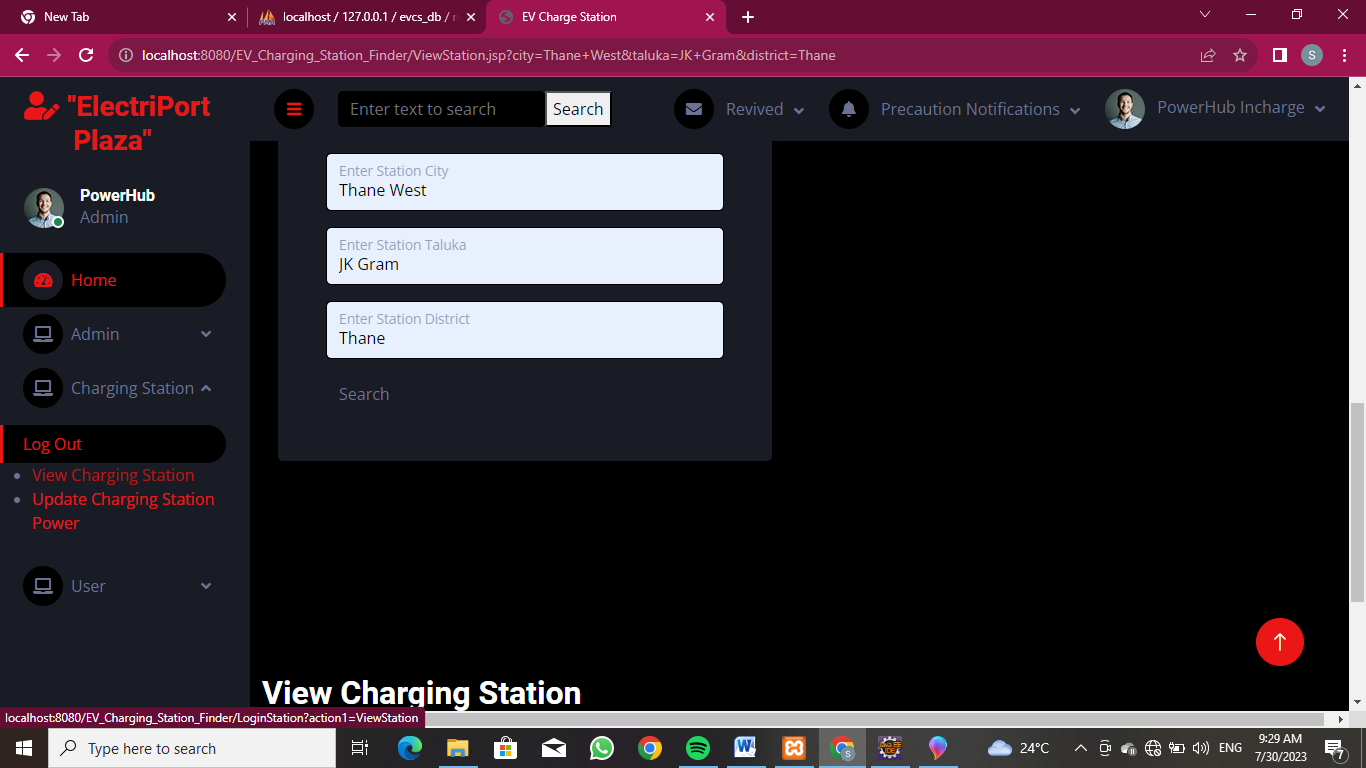 New Tab
localhost / 127.0.0.1 / evcs_db / r
EV Charge Station
localhost:8080/EV_Charging_Station_Finder/ViewStation.jsp?city=Thane+West&taluka=JK+Gram&district=Thane
S
"ElectriPort
Plaza"
Enter text to search
Search
Revived
Precaution Notifications
PowerHub Incharge
PowerHub
Admin
Home
Admin
Charging Station
Log Out
View Charging Station
Update Charging Station
Power
User
Enter Station City
Thane West
Enter Station Taluka
JK Gram
Enter Station District
Thane
Search
View Charging Station
localhost:8080/EV_Charging_Station_Finder/LoginStation?action1=ViewStation
Type here to search
24°C
ENG
9:29 AM
7/30/2023
7